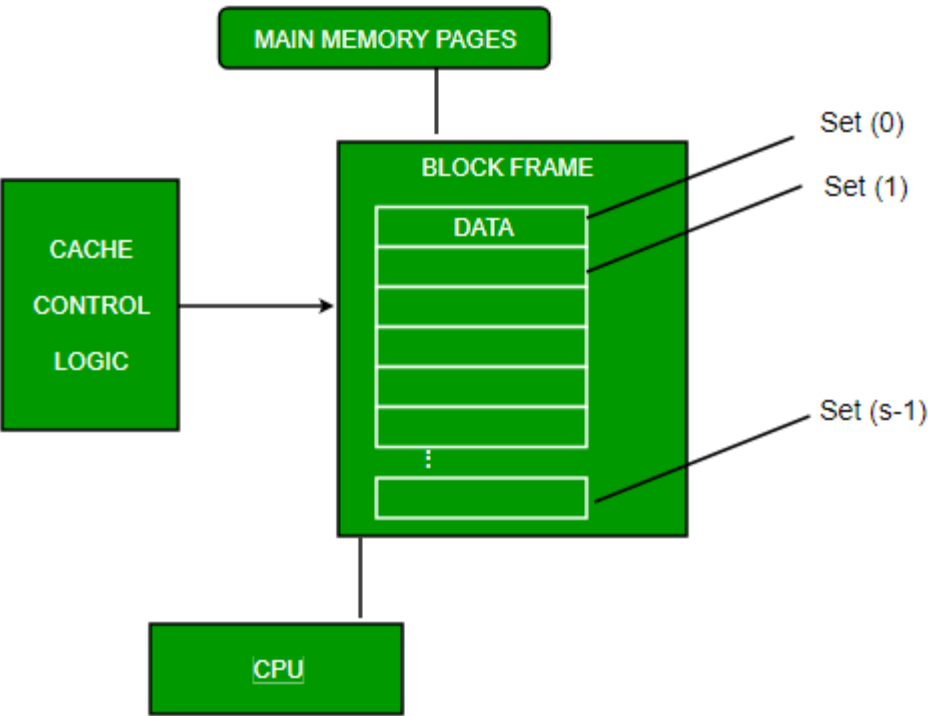 MAIN MEMORY PAGES
Set (0)
BLOCK FRAME
Set (1)
DATA
CACHE
CONTROL
LOGIC
Set (s-1)
CPU